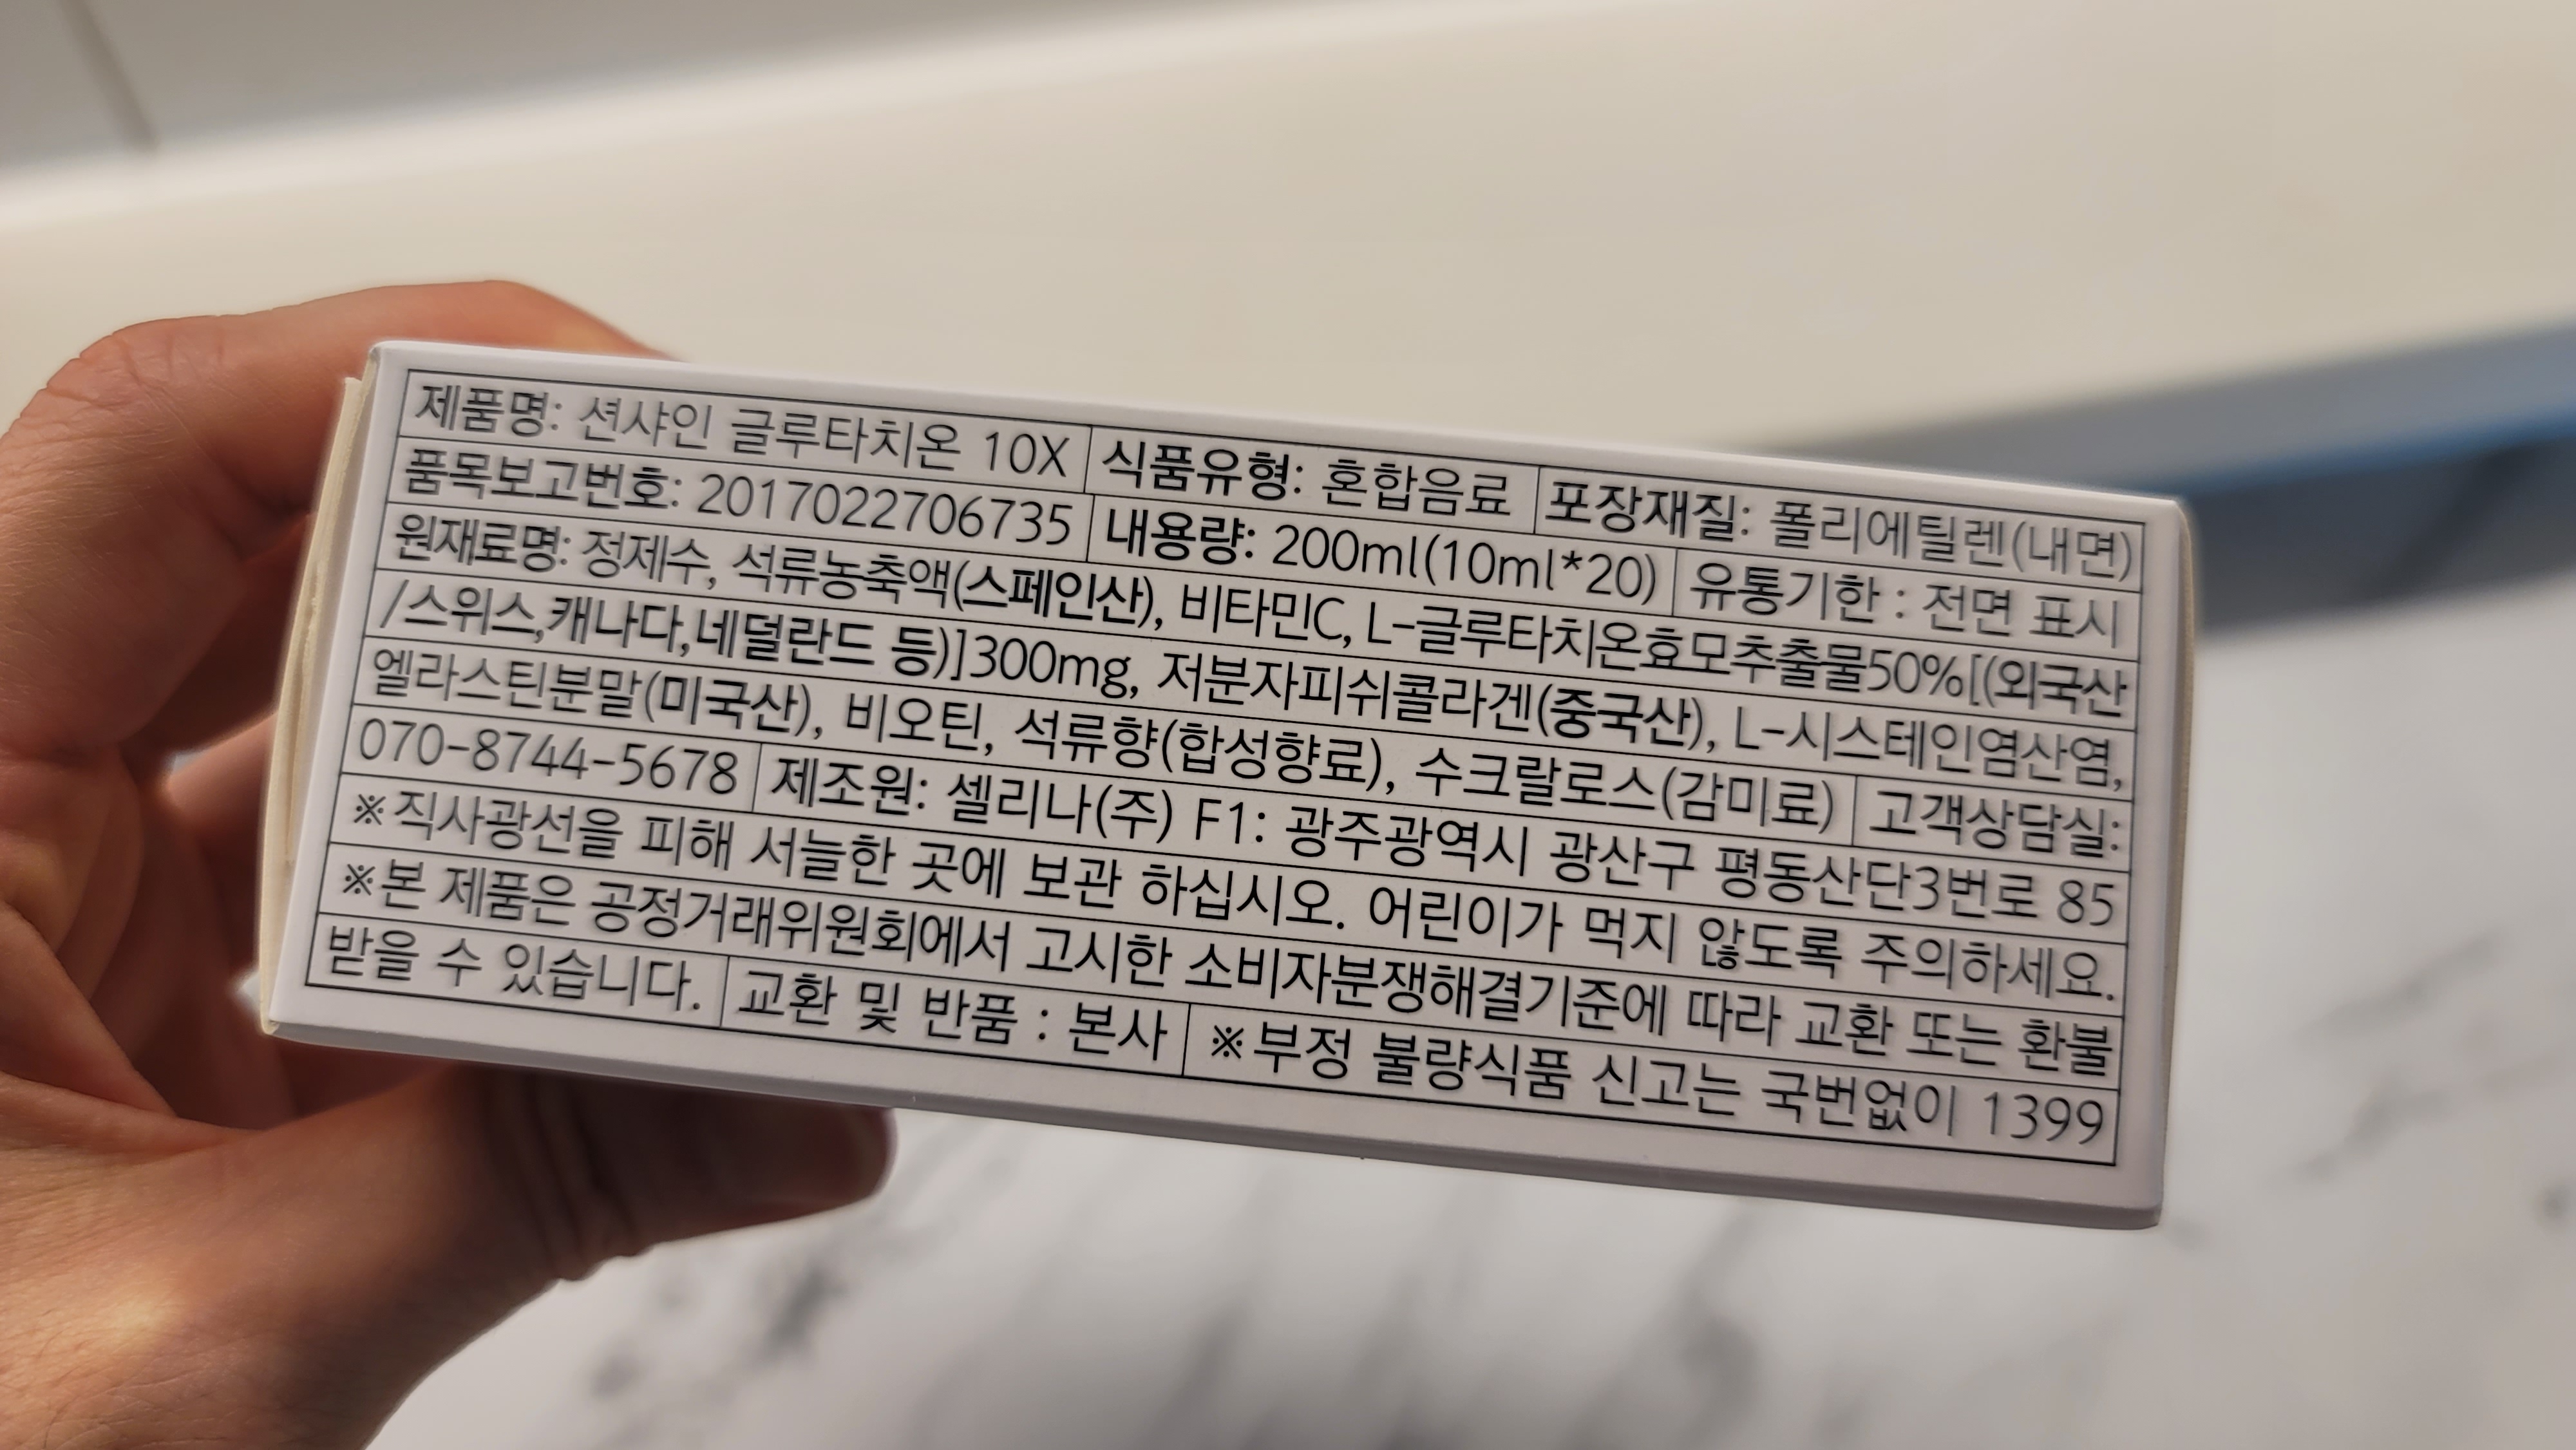 제품명: 션샤인 글루타치온 10X 식품유형: 혼합음료 포장재질: 폴리에틸렌(내면)
품목보고번호: 2017022706735 내용량: 200ml(10ml*20) 유통기한 : 전면 표시
원재료명: 정제수, 석류농축액(스페인산), 비타민C, L-글루타치온효모추출물50%[(외국산
/스위스,캐나다,네덜란드 등)]300mg, 저분자피쉬콜라겐(중국산), L-시스테인염산염,
엘라스틴분말(미국산), 비오틴, 석류향(합성향료), 수크랄로스(감미료) 고객상담실:
070-8744-5678 제조원: 셀리나(주) F1: 광주광역시 광산구 평동산단3번로 85
※직사광선을 피해 서늘한 곳에 보관 하십시오. 어린이가 먹지 않도록 주의하세요.
※본 제품은 공정거래위원회에서 고시한 소비자분쟁해결기준에 따라 교환 또는 환불
받을 수 있습니다. 교환 및 반품 : 본사 ※부정 불량식품 신고는 국번없이 1399